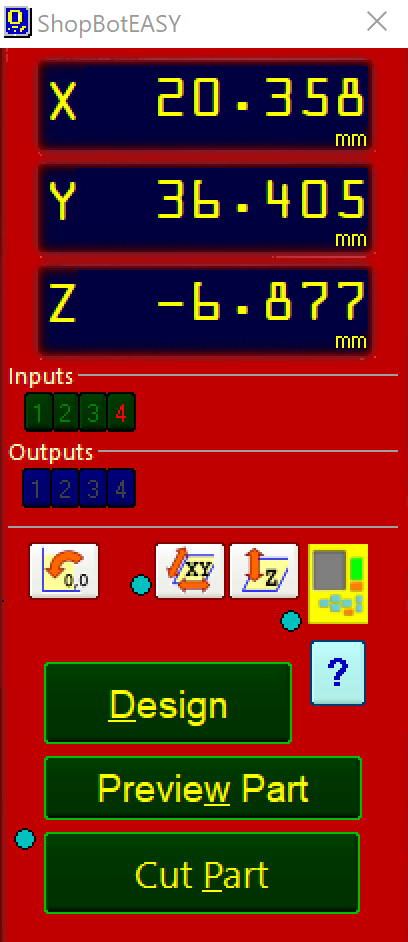 ShopBotEASY
X 20.358
mm
Y 36.405
mm
Z -6.877
mm
Inputs
1 2 3 4
Outputs
1 2 3 4
0,0 XY Z
?
Design
Preview Part
Cut Part